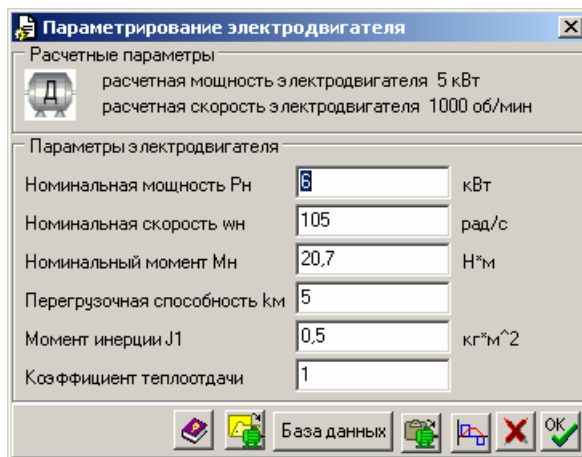 Параметрирование электродвигателя
Расчетные параметры
Д
расчетная мощность электродвигателя 5 кВт
расчетная скорость электродвигателя 1000 об/мин
Параметры электродвигателя
Номинальная мощность Pн 6 кВт
Номинальная скорость wн 105 рад/с
Номинальный момент Mн 20,7 Н*м
Перегрузочная способность kм 5
Момент инерции J1 0,5 кг*м^2
Коэффициент теплоотдачи 1
База данных
OK